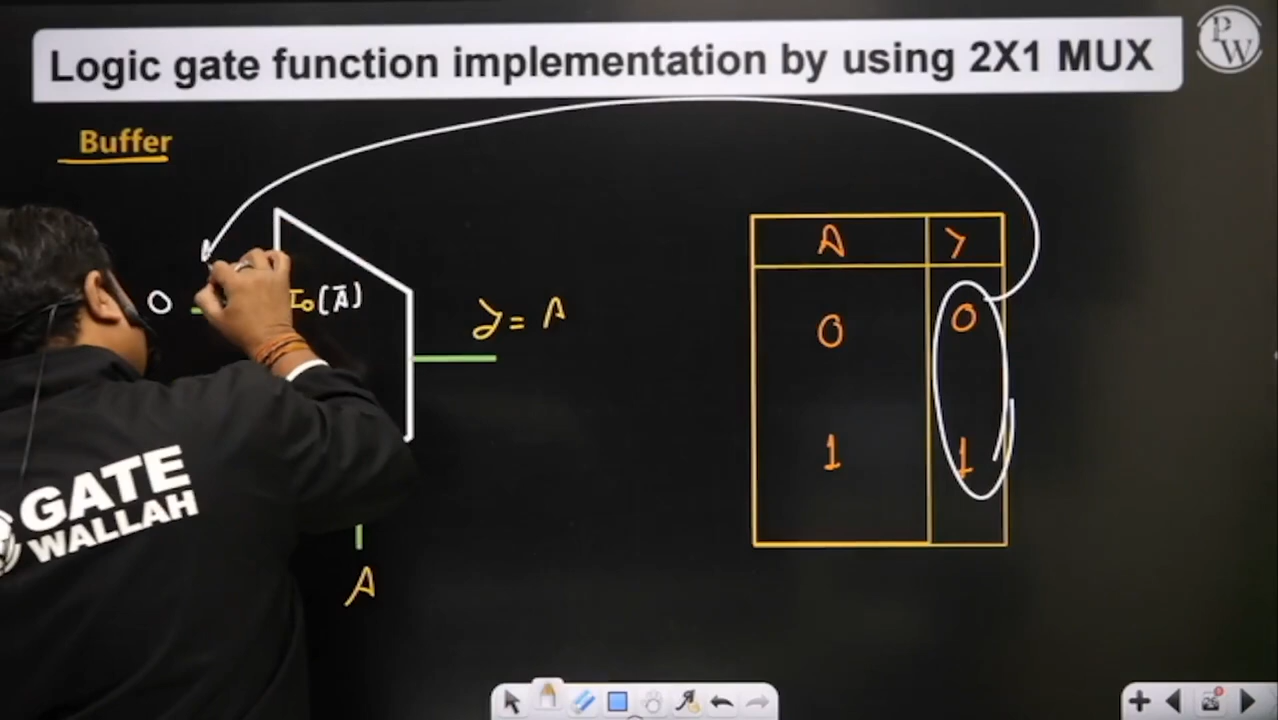 Logic gate function implementation by using 2X1 MUX
PW
Buffer
A Y
0 I₀(Ā) Y = A
0 0
1 1
A
GATE
WALLAH